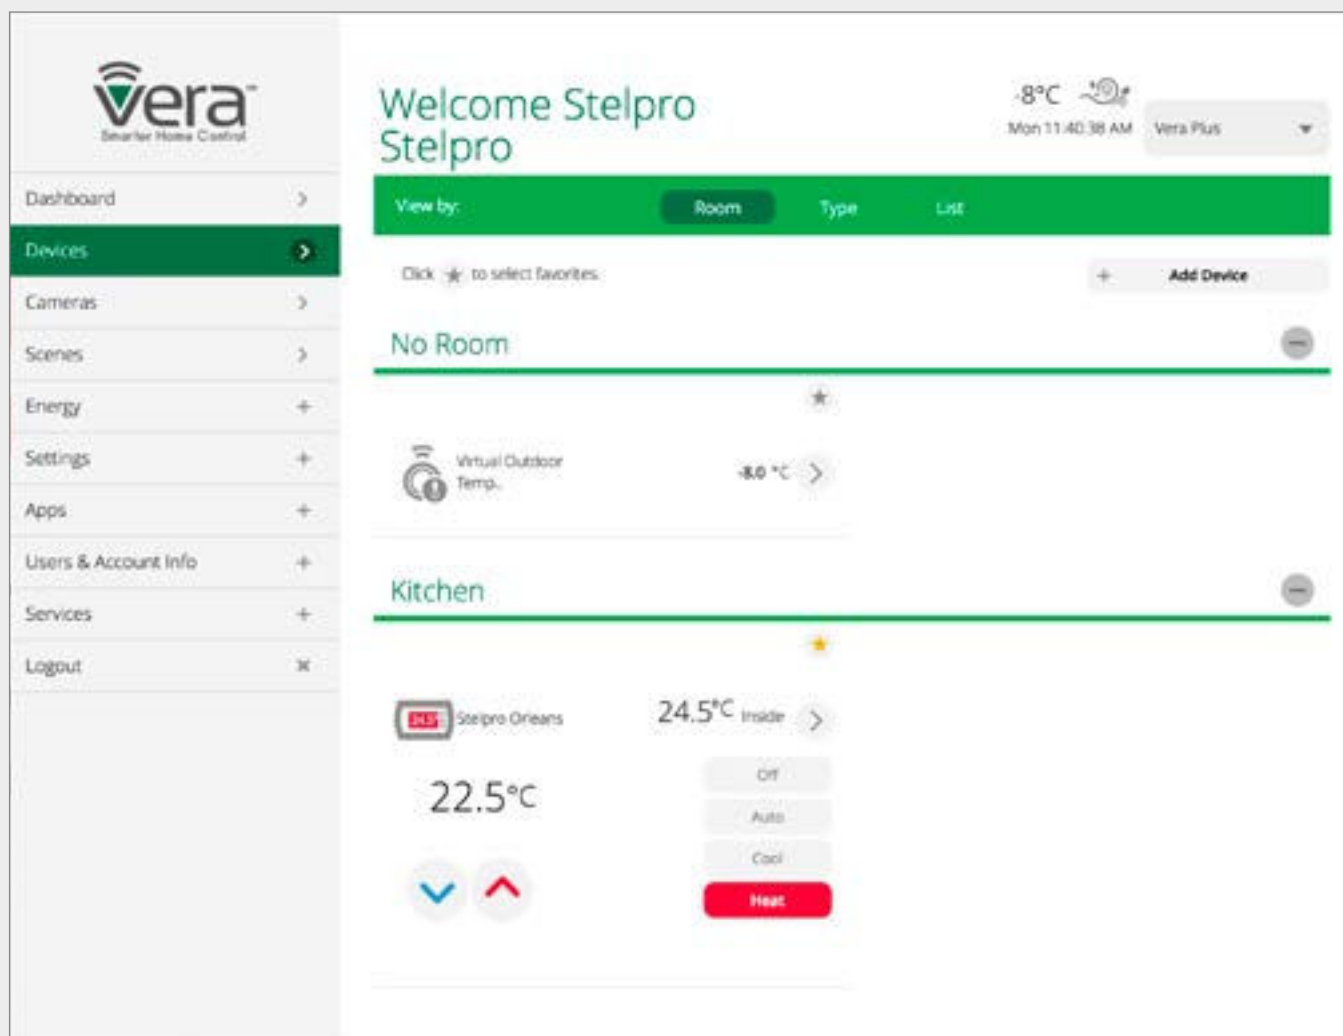 vera™
Smarter Home Control
Dashboard
Devices
Cameras
Scenes
Energy
Settings
Apps
Users & Account Info
Services
Logout
Welcome Stelpro
Stelpro
-8°C
Mon 11:40:38 AM
Vera Plus
View by:
Room
Type
List
Click ★ to select favorites.
+ Add Device
No Room
Virtual Outdoor
Temp..
-8.0 °C
Kitchen
Stelpro Orleans
24.5°C Inside
22.5°C
Off
Auto
Cool
Heat